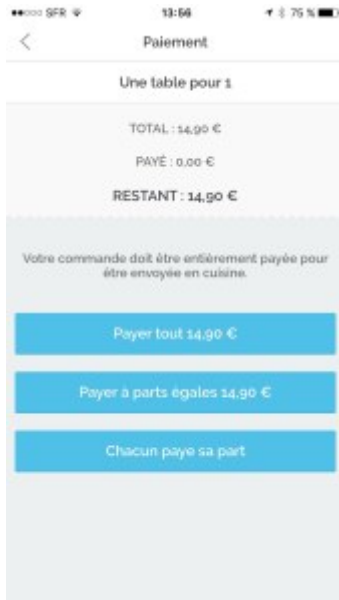 SFR 13:56 75 %
Paiement
Une table pour 1
TOTAL : 14,90 €
PAYÉ : 0,00 €
RESTANT : 14,90 €
Votre commande doit être entièrement payée pour
être envoyée en cuisine.
Payer tout 14,90 €
Payer à parts égales 14,90 €
Chacun paye sa part